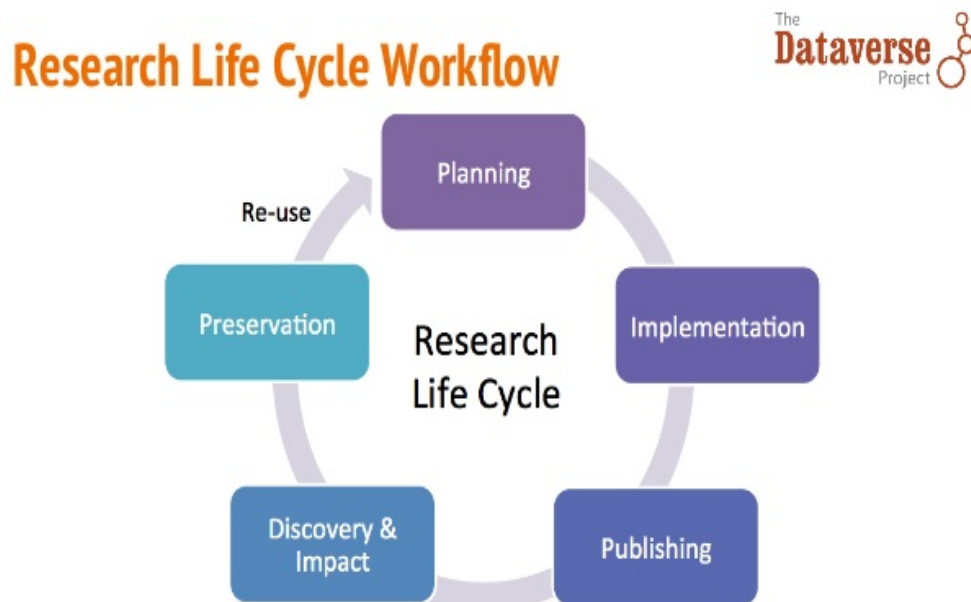 Research Life Cycle Workflow
The
Dataverse
Project
Planning
Re-use
Preservation
Implementation
Research
Life Cycle
Discovery &
Impact
Publishing